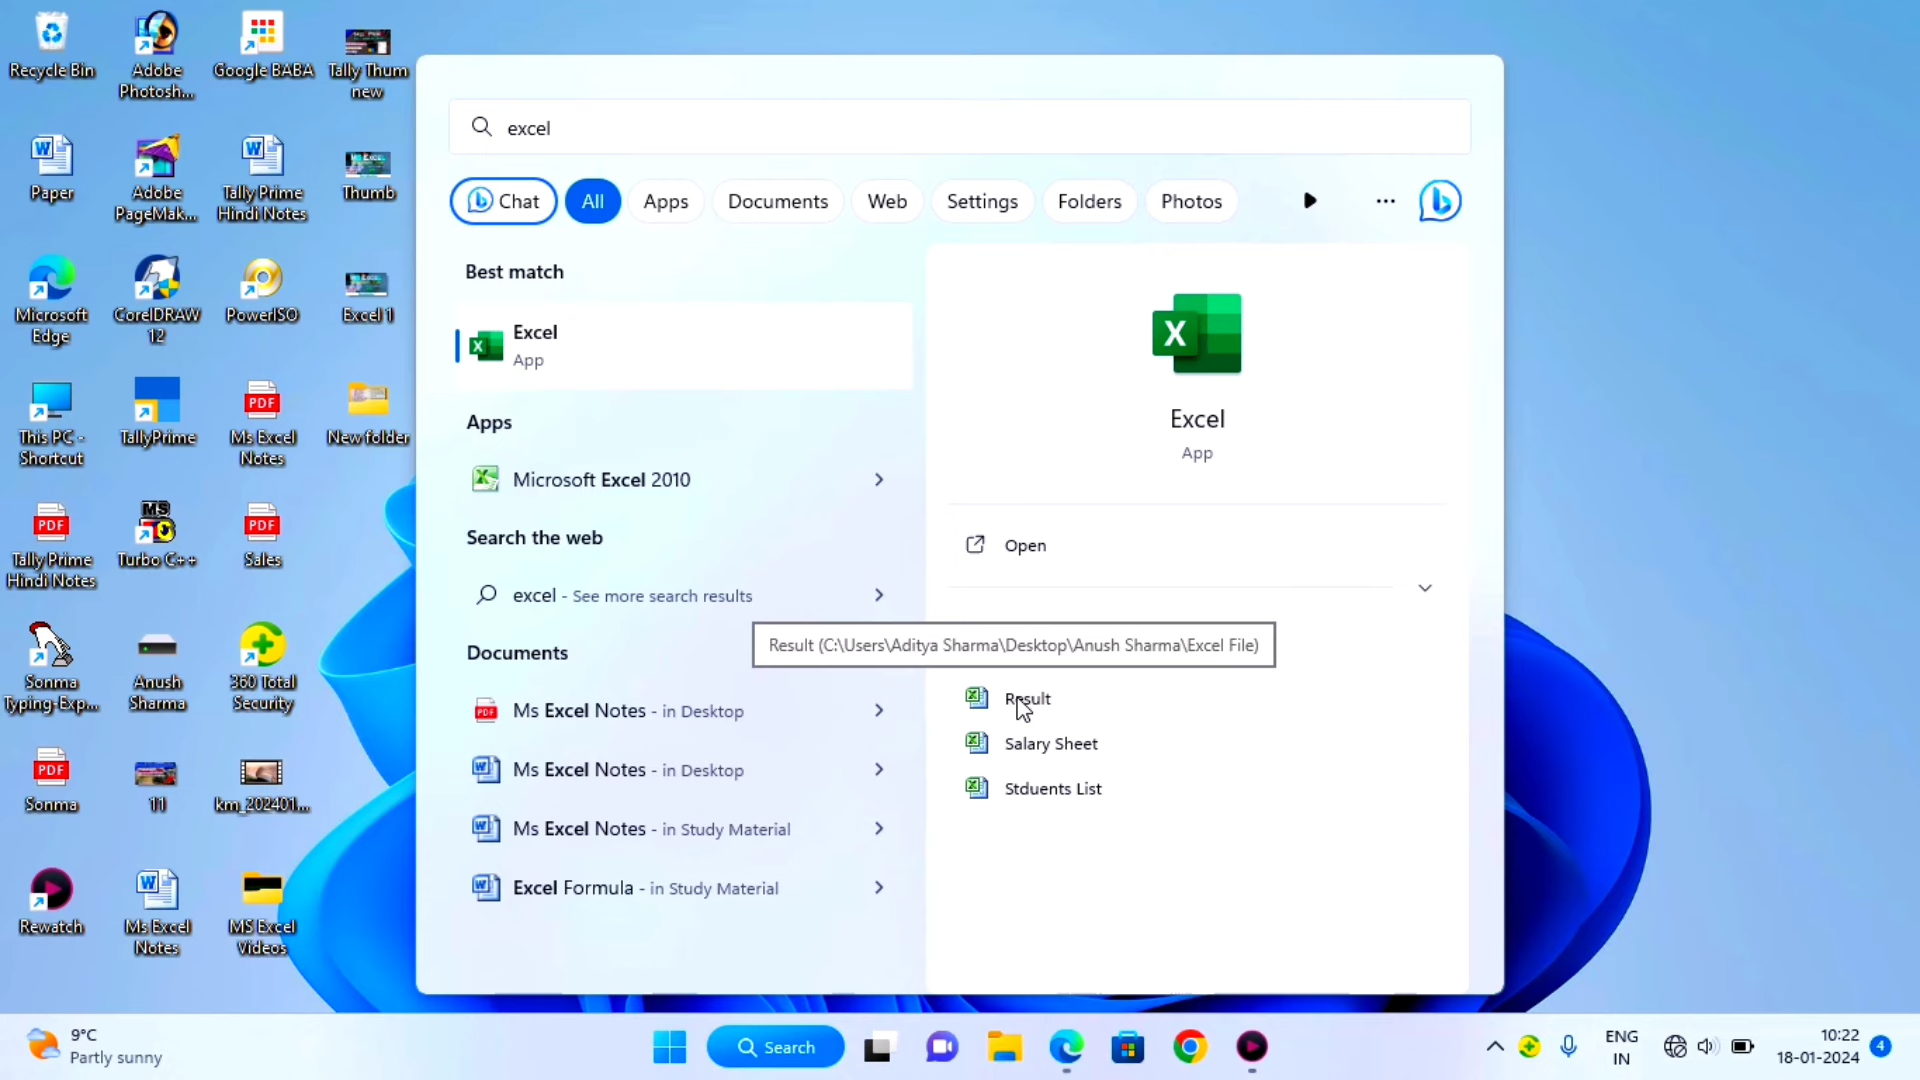 Recycle Bin
Adobe
Photosh...
Google BABA
Tally Thum
new
Paper
Adobe
PageMak...
Tally Prime
Hindi Notes
Thumb
Microsoft
Edge
CorelDRAW
12
PowerISO
Excel 1
This PC -
Shortcut
TallyPrime
PDF
Ms Excel
Notes
New folder
PDF
Tally Prime
Hindi Notes
MS
Turbo C++
PDF
Sales
Sonma
Typing-Exp...
Anush
Sharma
360 Total
Security
PDF
Sonma
11
km_202401...
Rewatch
Ms Excel
Notes
MS Excel
Videos
excel
Chat
All
Apps
Documents
Web
Settings
Folders
Photos
...
Best match
Excel
App
Apps
Microsoft Excel 2010
Search the web
excel - See more search results
Documents
Ms Excel Notes - in Desktop
Ms Excel Notes - in Desktop
Ms Excel Notes - in Study Material
Excel Formula - in Study Material
X
Excel
App
Open
Result (C:\Users\Aditya Sharma\Desktop\Anush Sharma\Excel File)
Result
Salary Sheet
Stduents List
9°C
Partly sunny
Search
ENG
IN
10:22
18-01-2024
4